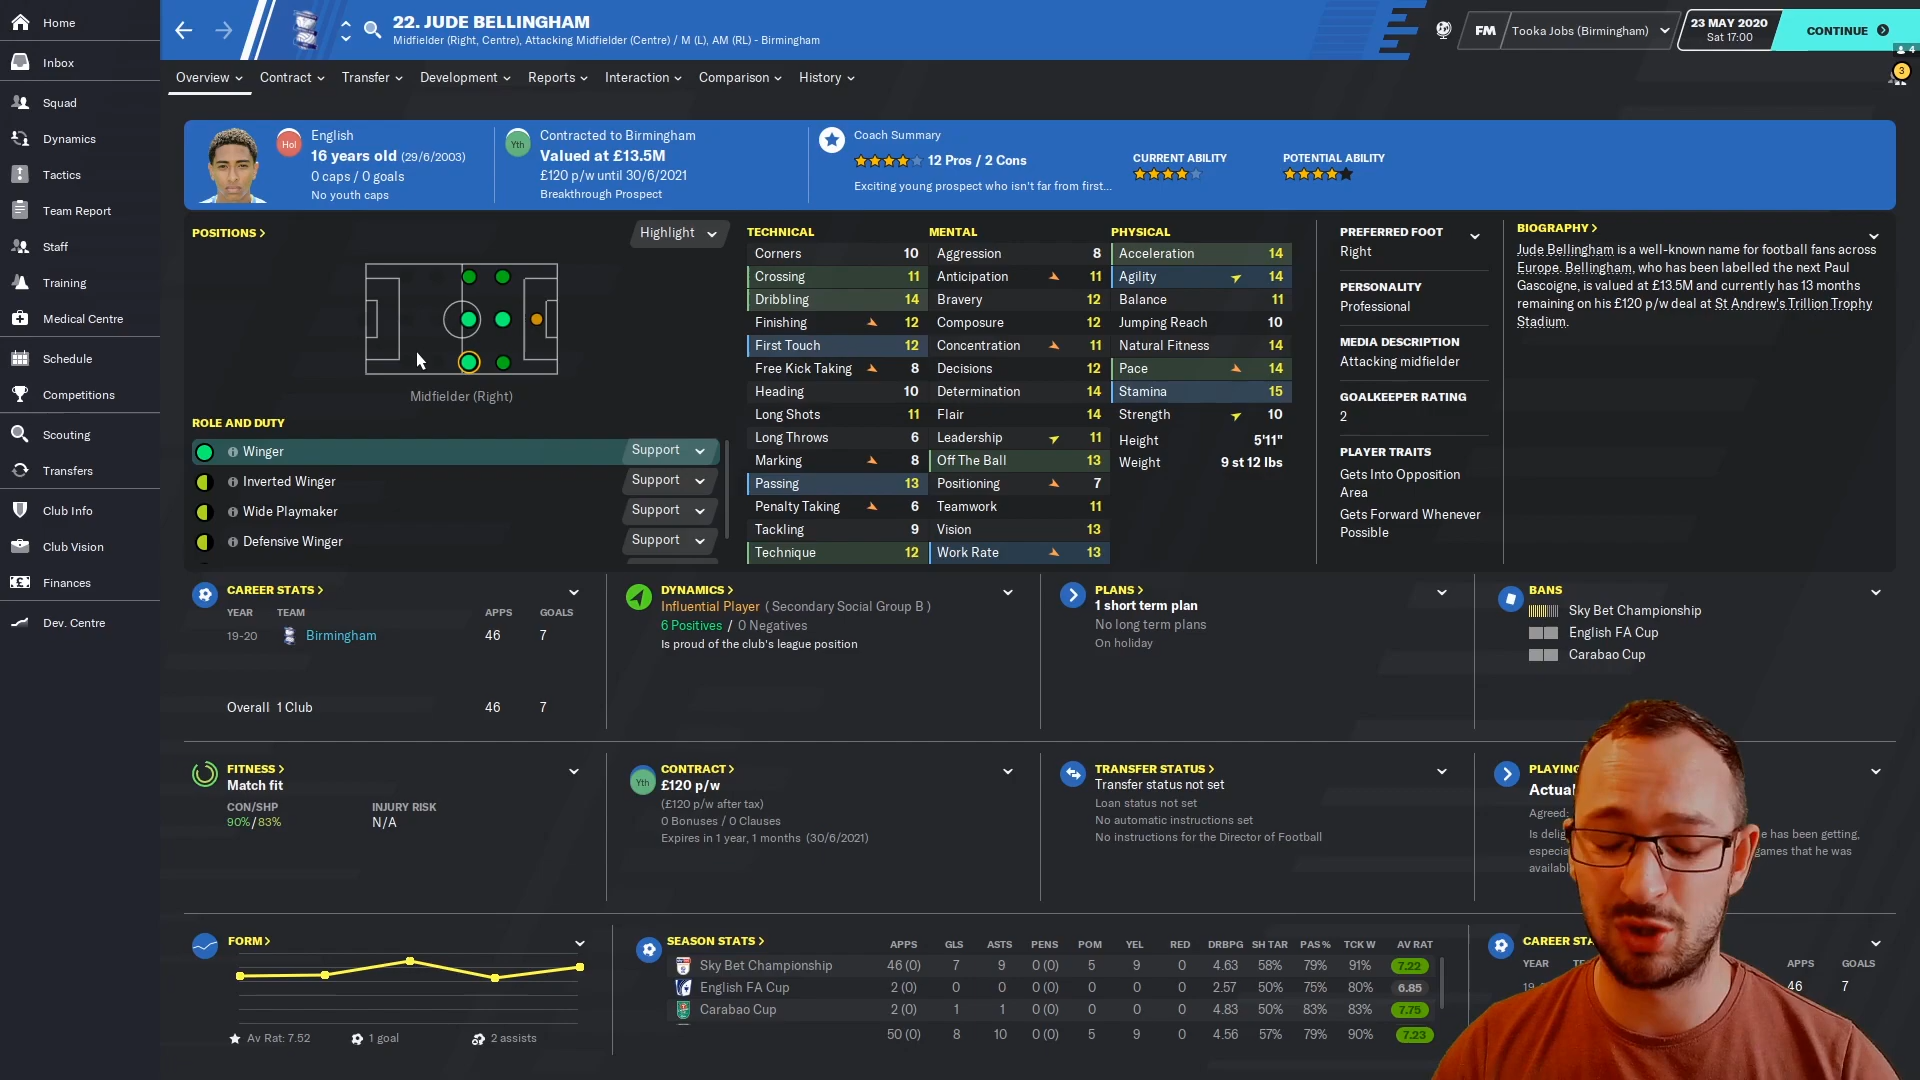 Home
Inbox
Squad
Dynamics
Tactics
Team Report
Staff
Training
Medical Centre
Schedule
Competitions
Scouting
Transfers
Club Info
Club Vision
Finances
Dev. Centre
22. JUDE BELLINGHAM
Midfielder (Right, Centre), Attacking Midfielder (Centre) / M (L), AM (RL) - Birmingham
FM Tooka Jobs (Birmingham)
23 MAY 2020
Sat 17:00
CONTINUE
4
3
Overview Contract Transfer Development Reports Interaction Comparison History
Hol
English
16 years old (29/6/2003)
0 caps / 0 goals
No youth caps
Yth
Contracted to Birmingham
Valued at £13.5M
£120 p/w until 30/6/2021
Breakthrough Prospect
Coach Summary
12 Pros / 2 Cons
Exciting young prospect who isn't far from first...
CURRENT ABILITY
POTENTIAL ABILITY
POSITIONS >
Highlight
Midfielder (Right)
ROLE AND DUTY
Winger Support
Inverted Winger Support
Wide Playmaker Support
Defensive Winger Support
TECHNICAL
Corners 10
Crossing 11
Dribbling 14
Finishing 12
First Touch 12
Free Kick Taking 8
Heading 10
Long Shots 11
Long Throws 6
Marking 8
Passing 13
Penalty Taking 6
Tackling 9
Technique 12
MENTAL
Aggression 8
Anticipation 11
Bravery 12
Composure 12
Concentration 11
Decisions 12
Determination 14
Flair 14
Leadership 11
Off The Ball 13
Positioning 7
Teamwork 11
Vision 13
Work Rate 13
PHYSICAL
Acceleration 14
Agility 14
Balance 11
Jumping Reach 10
Natural Fitness 14
Pace 14
Stamina 15
Strength 10
Height 5'11"
Weight 9 st 12 lbs
PREFERRED FOOT
Right
PERSONALITY
Professional
MEDIA DESCRIPTION
Attacking midfielder
GOALKEEPER RATING
2
PLAYER TRAITS
Gets Into Opposition
Area
Gets Forward Whenever
Possible
BIOGRAPHY >
Jude Bellingham is a well-known name for football fans across
Europe. Bellingham, who has been labelled the next Paul
Gascoigne, is valued at £13.5M and currently has 13 months
remaining on his £120 p/w deal at St Andrew's Trillion Trophy
Stadium.
CAREER STATS >
YEAR TEAM APPS GOALS
19-20 Birmingham 46 7
Overall 1 Club 46 7
DYNAMICS >
Influential Player ( Secondary Social Group B )
6 Positives / 0 Negatives
Is proud of the club's league position
PLANS >
1 short term plan
No long term plans
On holiday
BANS
Sky Bet Championship
English FA Cup
Carabao Cup
FITNESS >
Match fit
CON/SHP INJURY RISK
90%/83% N/A
Yth
CONTRACT >
£120 p/w
(£120 p/w after tax)
0 Bonuses / 0 Clauses
Expires in 1 year, 1 months (30/6/2021)
TRANSFER STATUS >
Transfer status not set
Loan status not set
No automatic instructions set
No instructions for the Director of Football
PLAYING
Actual
Agreed:
Is delig e has been getting,
especia games that he was
availabl
FORM >
Av Rat: 7.52 1 goal 2 assists
SEASON STATS > APPS GLS ASTS PENS POM YEL RED DRBPG SH TAR PAS % TCK W AV RAT
Sky Bet Championship 46 (0) 7 9 0 (0) 5 9 0 4.63 58% 79% 91% 7.22
English FA Cup 2 (0) 0 0 0 (0) 0 0 0 2.57 50% 75% 80% 6.85
Carabao Cup 2 (0) 1 1 0 (0) 0 0 0 4.83 50% 83% 83% 7.75
50 (0) 8 10 0 (0) 5 9 0 4.56 57% 79% 90% 7.23
CAREER STA
YEAR TE APPS GOALS
19- 46 7